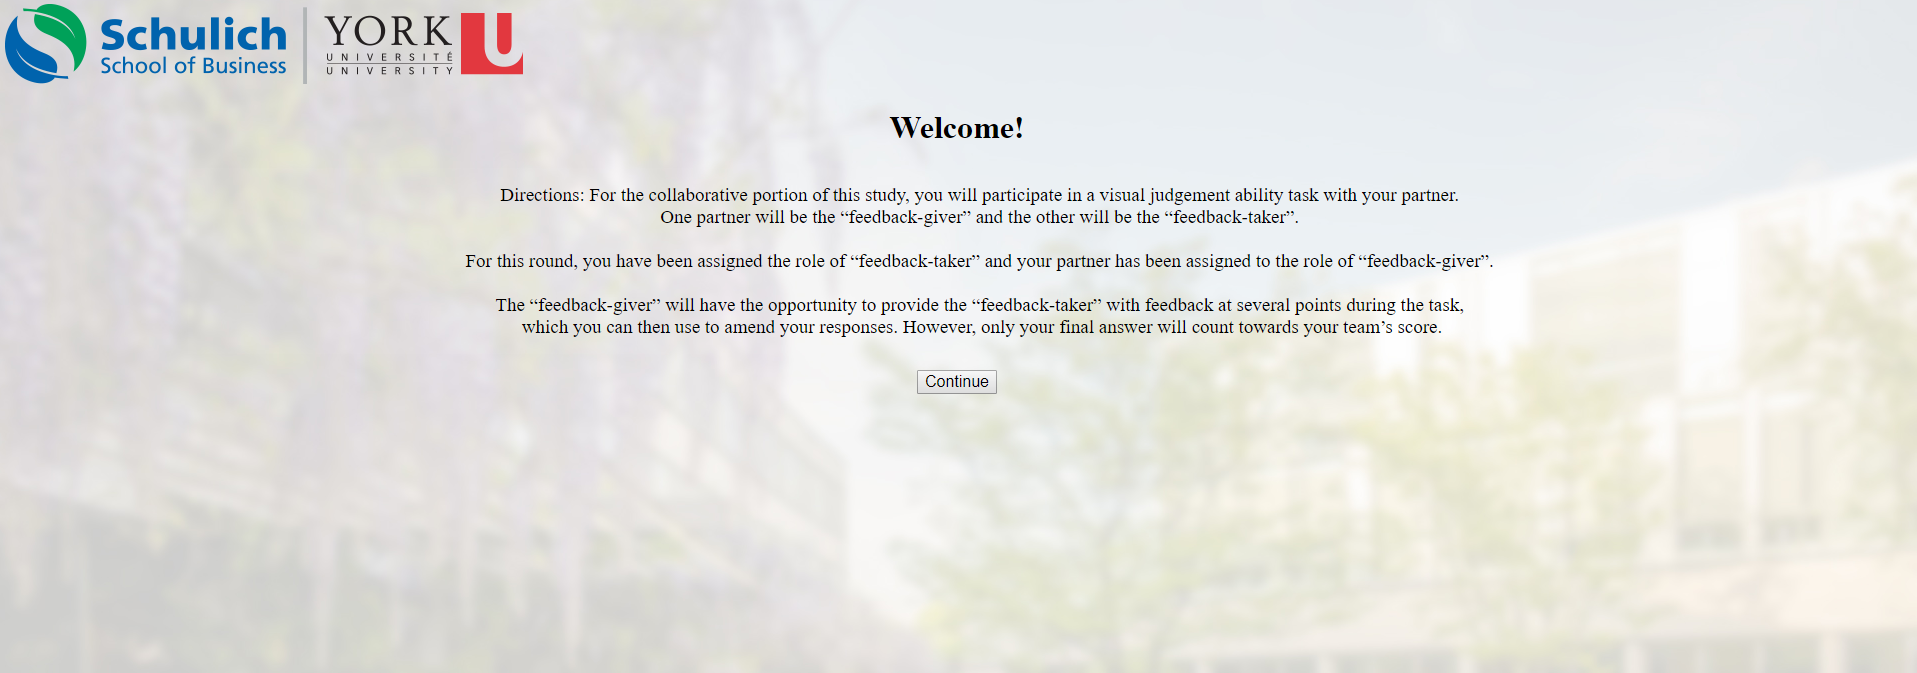 Schulich
School of Business
YORK
UNIVERSITÉ
UNIVERSITY
U
Welcome!
Directions: For the collaborative portion of this study, you will participate in a visual judgement ability task with your partner.
One partner will be the “feedback-giver” and the other will be the “feedback-taker”.
For this round, you have been assigned the role of “feedback-taker” and your partner has been assigned to the role of “feedback-giver”.
The “feedback-giver” will have the opportunity to provide the “feedback-taker” with feedback at several points during the task,
which you can then use to amend your responses. However, only your final answer will count towards your team’s score.
Continue